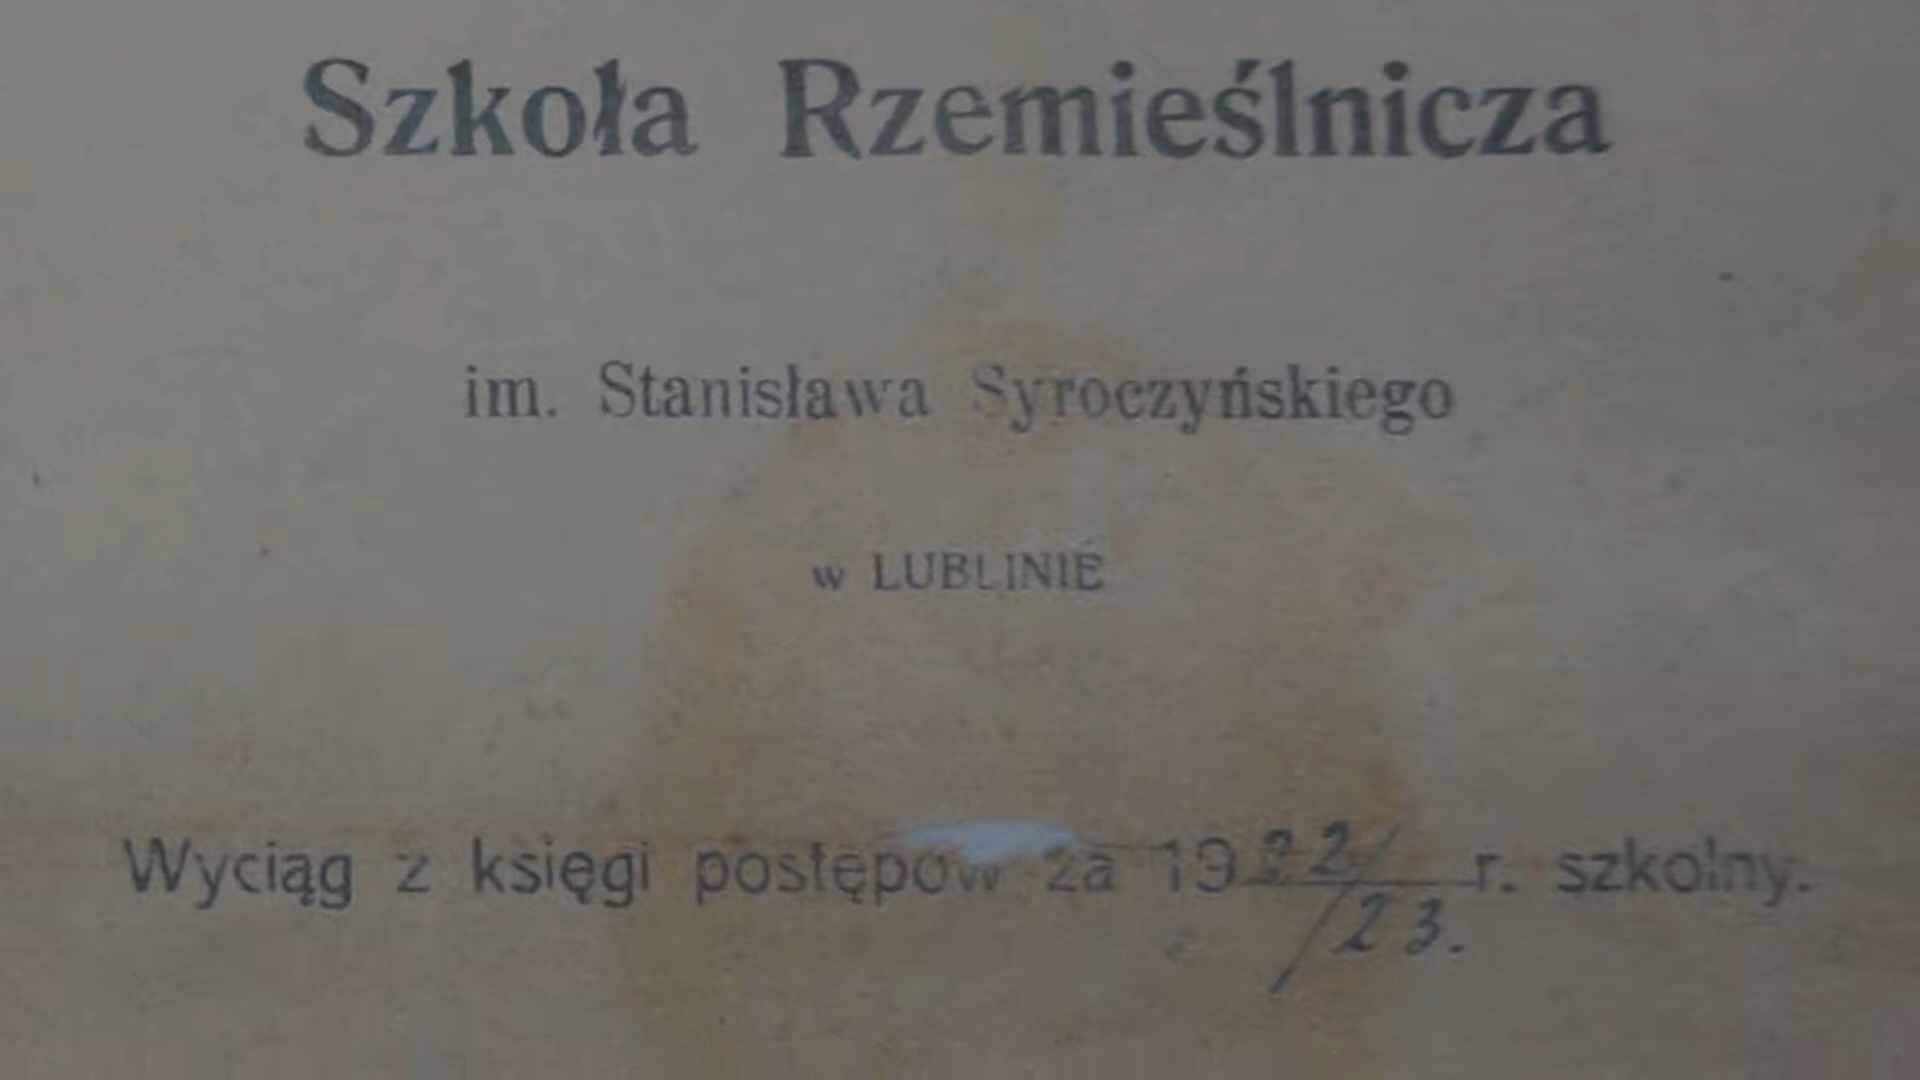 Szkoła Rzemieślnicza
im. Stanisława Syroczyńskiego
w LUBLINIE
Wyciąg z księgi postępów za 1922/23. r. szkolny.